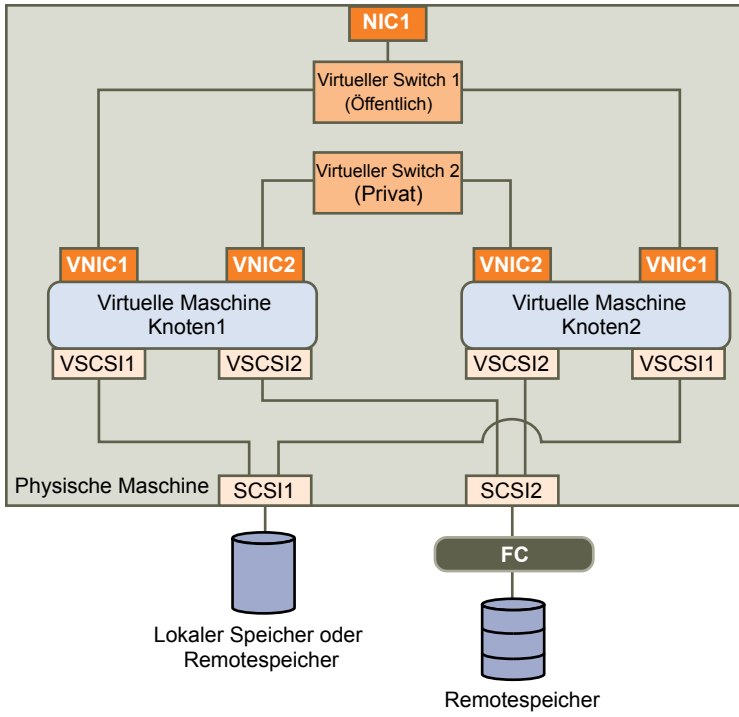 NIC1
Virtueller Switch 1
(Öffentlich)
Virtueller Switch 2
(Privat)
VNIC1
VNIC2
VNIC2
VNIC1
Virtuelle Maschine
Knoten1
Virtuelle Maschine
Knoten2
VSCSI1
VSCSI2
VSCSI2
VSCSI1
Physische Maschine
SCSI1
SCSI2
FC
Lokaler Speicher oder
Remotespeicher
Remotespeicher